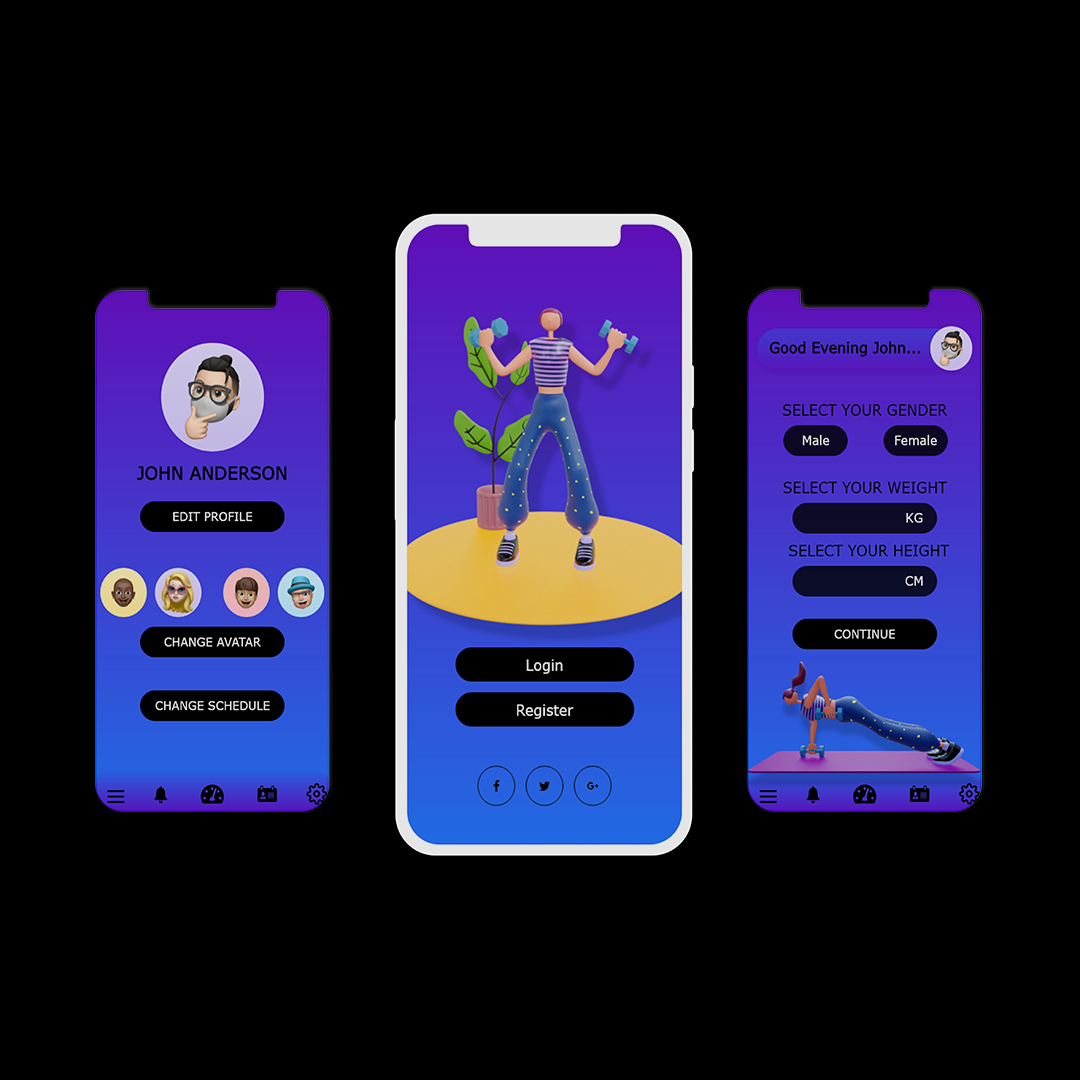 JOHN ANDERSON
EDIT PROFILE
CHANGE AVATAR
CHANGE SCHEDULE
Login
Register
f
G+
Good Evening John...
SELECT YOUR GENDER
Male
Female
SELECT YOUR WEIGHT
KG
SELECT YOUR HEIGHT
CM
CONTINUE